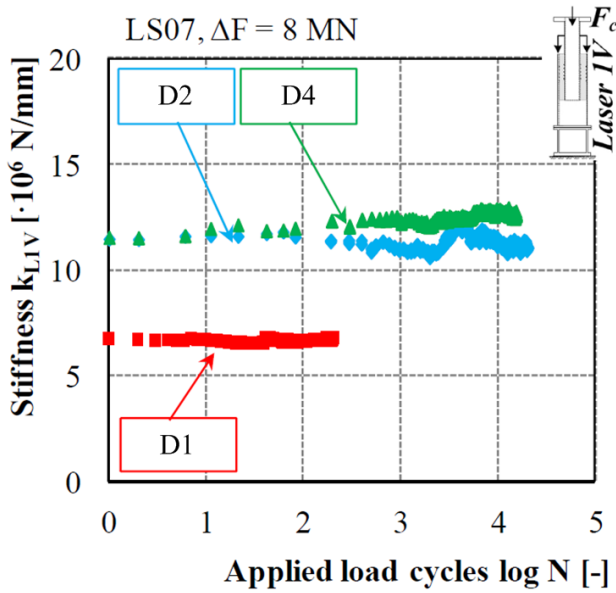 LS07, ΔF = 8 MN
F_c
Laser 1V
Stiffness k_L1V [·10⁶ N/mm]
20
15
10
5
0
D2
D4
D1
0 1 2 3 4 5
Applied load cycles log N [-]